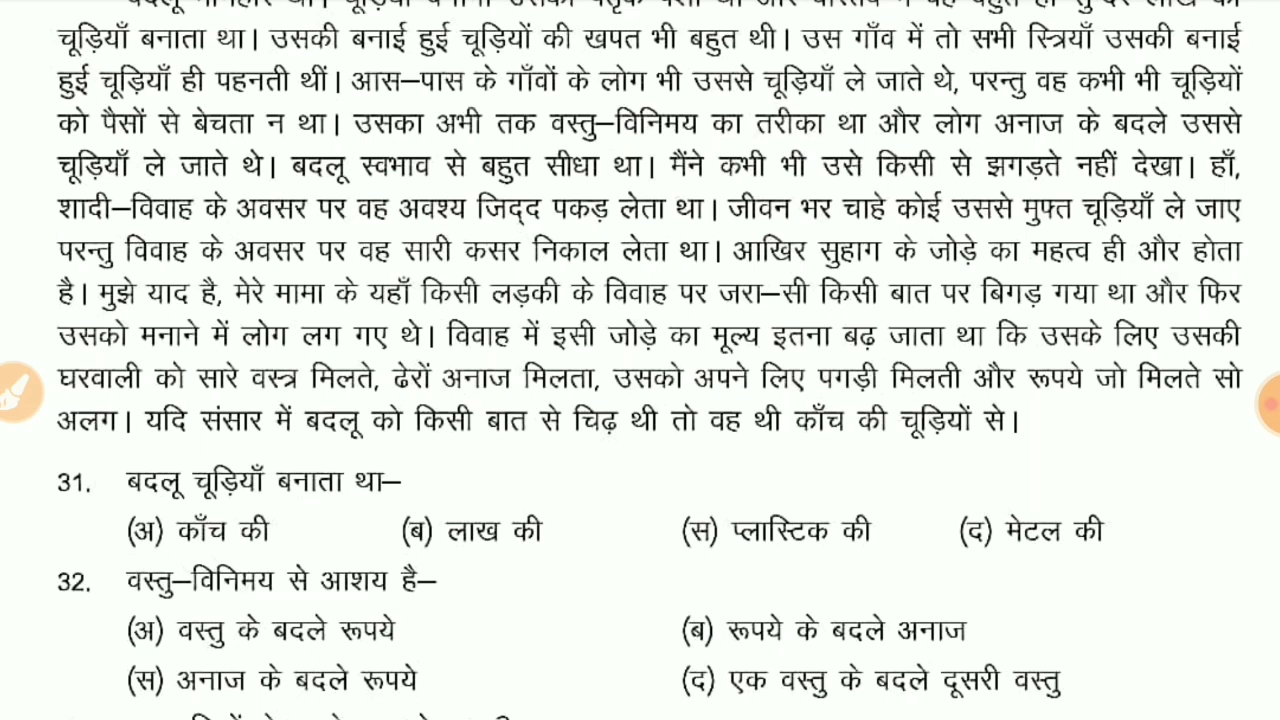 चूड़ियाँ बनाता था। उसकी बनाई हुई चूड़ियों की खपत भी बहुत थी। उस गाँव में तो सभी स्त्रियाँ उसकी बनाई
हुई चूड़ियाँ ही पहनती थीं। आस–पास के गाँवों के लोग भी उससे चूड़ियाँ ले जाते थे, परन्तु वह कभी भी चूड़ियों
को पैसों से बेचता न था। उसका अभी तक वस्तु–विनिमय का तरीका था और लोग अनाज के बदले उससे
चूड़ियाँ ले जाते थे। बदलू स्वभाव से बहुत सीधा था। मैंने कभी भी उसे किसी से झगड़ते नहीं देखा। हाँ,
शादी–विवाह के अवसर पर वह अवश्य जिद्द पकड़ लेता था। जीवन भर चाहे कोई उससे मुफ्त चूड़ियाँ ले जाए
परन्तु विवाह के अवसर पर वह सारी कसर निकाल लेता था। आखिर सुहाग के जोड़े का महत्व ही और होता
है। मुझे याद है, मेरे मामा के यहाँ किसी लड़की के विवाह पर जरा–सी किसी बात पर बिगड़ गया था और फिर
उसको मनाने में लोग लग गए थे। विवाह में इसी जोड़े का मूल्य इतना बढ़ जाता था कि उसके लिए उसकी
घरवाली को सारे वस्त्र मिलते, ढेरों अनाज मिलता, उसको अपने लिए पगड़ी मिलती और रूपये जो मिलते सो
अलग। यदि संसार में बदलू को किसी बात से चिढ़ थी तो वह थी काँच की चूड़ियों से।
31. बदलू चूड़ियाँ बनाता था–
(अ) काँच की (ब) लाख की (स) प्लास्टिक की (द) मेटल की
32. वस्तु–विनिमय से आशय है–
(अ) वस्तु के बदले रूपये (ब) रूपये के बदले अनाज
(स) अनाज के बदले रूपये (द) एक वस्तु के बदले दूसरी वस्तु